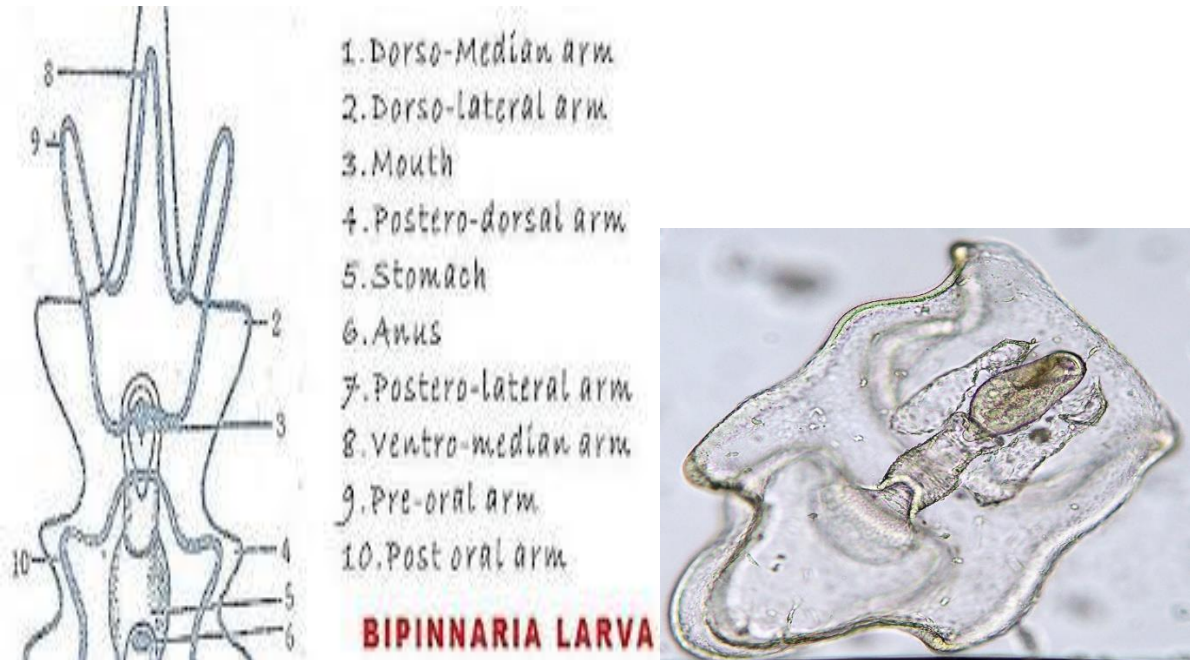 8
9
2
3
10
4
5
6
1.Dorso-Median arm
2.Dorso-lateral arm
3.Mouth
4.Postero-dorsal arm
5.Stomach
6.Anus
7.Postero-lateral arm
8.Ventro-median arm
9.Pre-oral arm
10.Post oral arm
BIPINNARIA LARVA